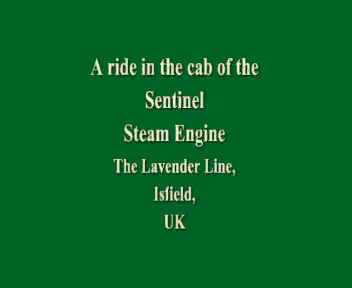 A ride in the cab of the
Sentinel
Steam Engine
The Lavender Line,
Isfield,
UK